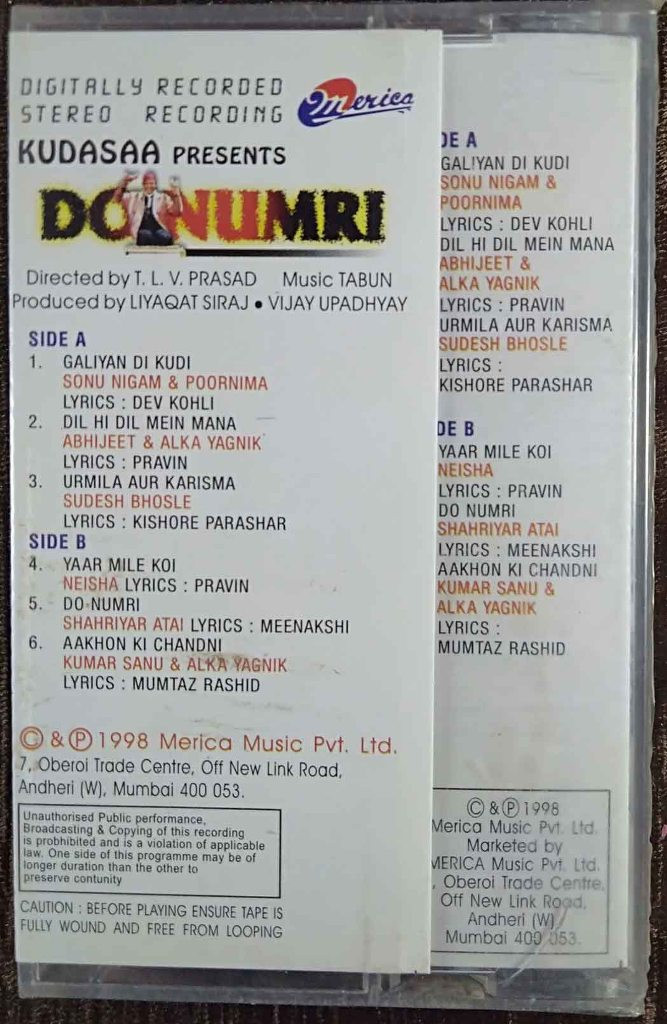 DIGITALLY RECORDED
STEREO RECORDING
Merica
KUDASAA PRESENTS
DO NUMRI
Directed by T. L. V. PRASAD Music TABUN
Produced by LIYAQAT SIRAJ • VIJAY UPADHYAY
SIDE A
1. GALIYAN DI KUDI
SONU NIGAM & POORNIMA
LYRICS : DEV KOHLI
2. DIL HI DIL MEIN MANA
ABHIJEET & ALKA YAGNIK
LYRICS : PRAVIN
3. URMILA AUR KARISMA
SUDESH BHOSLE
LYRICS : KISHORE PARASHAR
SIDE B
4. YAAR MILE KOI
NEISHA LYRICS : PRAVIN
5. DO NUMRI
SHAHRIYAR ATAI LYRICS : MEENAKSHI
6. AAKHON KI CHANDNI
KUMAR SANU & ALKA YAGNIK
LYRICS : MUMTAZ RASHID
© & ℗ 1998 Merica Music Pvt. Ltd.
7, Oberoi Trade Centre, Off New Link Road,
Andheri (W), Mumbai 400 053.
Unauthorised Public performance,
Broadcasting & Copying of this recording
is probhibited and is a violation of applicable
law. One side of this programme may be of
longer duration than the other to
preserve contunity
CAUTION : BEFORE PLAYING ENSURE TAPE IS
FULLY WOUND AND FREE FROM LOOPING
DE A
GALIYAN DI KUDI
SONU NIGAM &
POORNIMA
LYRICS : DEV KOHLI
DIL HI DIL MEIN MANA
ABHIJEET &
ALKA YAGNIK
LYRICS : PRAVIN
URMILA AUR KARISMA
SUDESH BHOSLE
LYRICS :
KISHORE PARASHAR
DE B
YAAR MILE KOI
NEISHA
LYRICS : PRAVIN
DO NUMRI
SHAHRIYAR ATAI
LYRICS : MEENAKSHI
AAKHON KI CHANDNI
KUMAR SANU &
ALKA YAGNIK
LYRICS :
MUMTAZ RASHID
© & ℗ 1998
Merica Music Pvt. Ltd.
Marketed by
MERICA Music Pvt. Ltd.
, Oberoi Trade Centre,
Off New Link Road,
Andheri (W)
Mumbai 400 053.